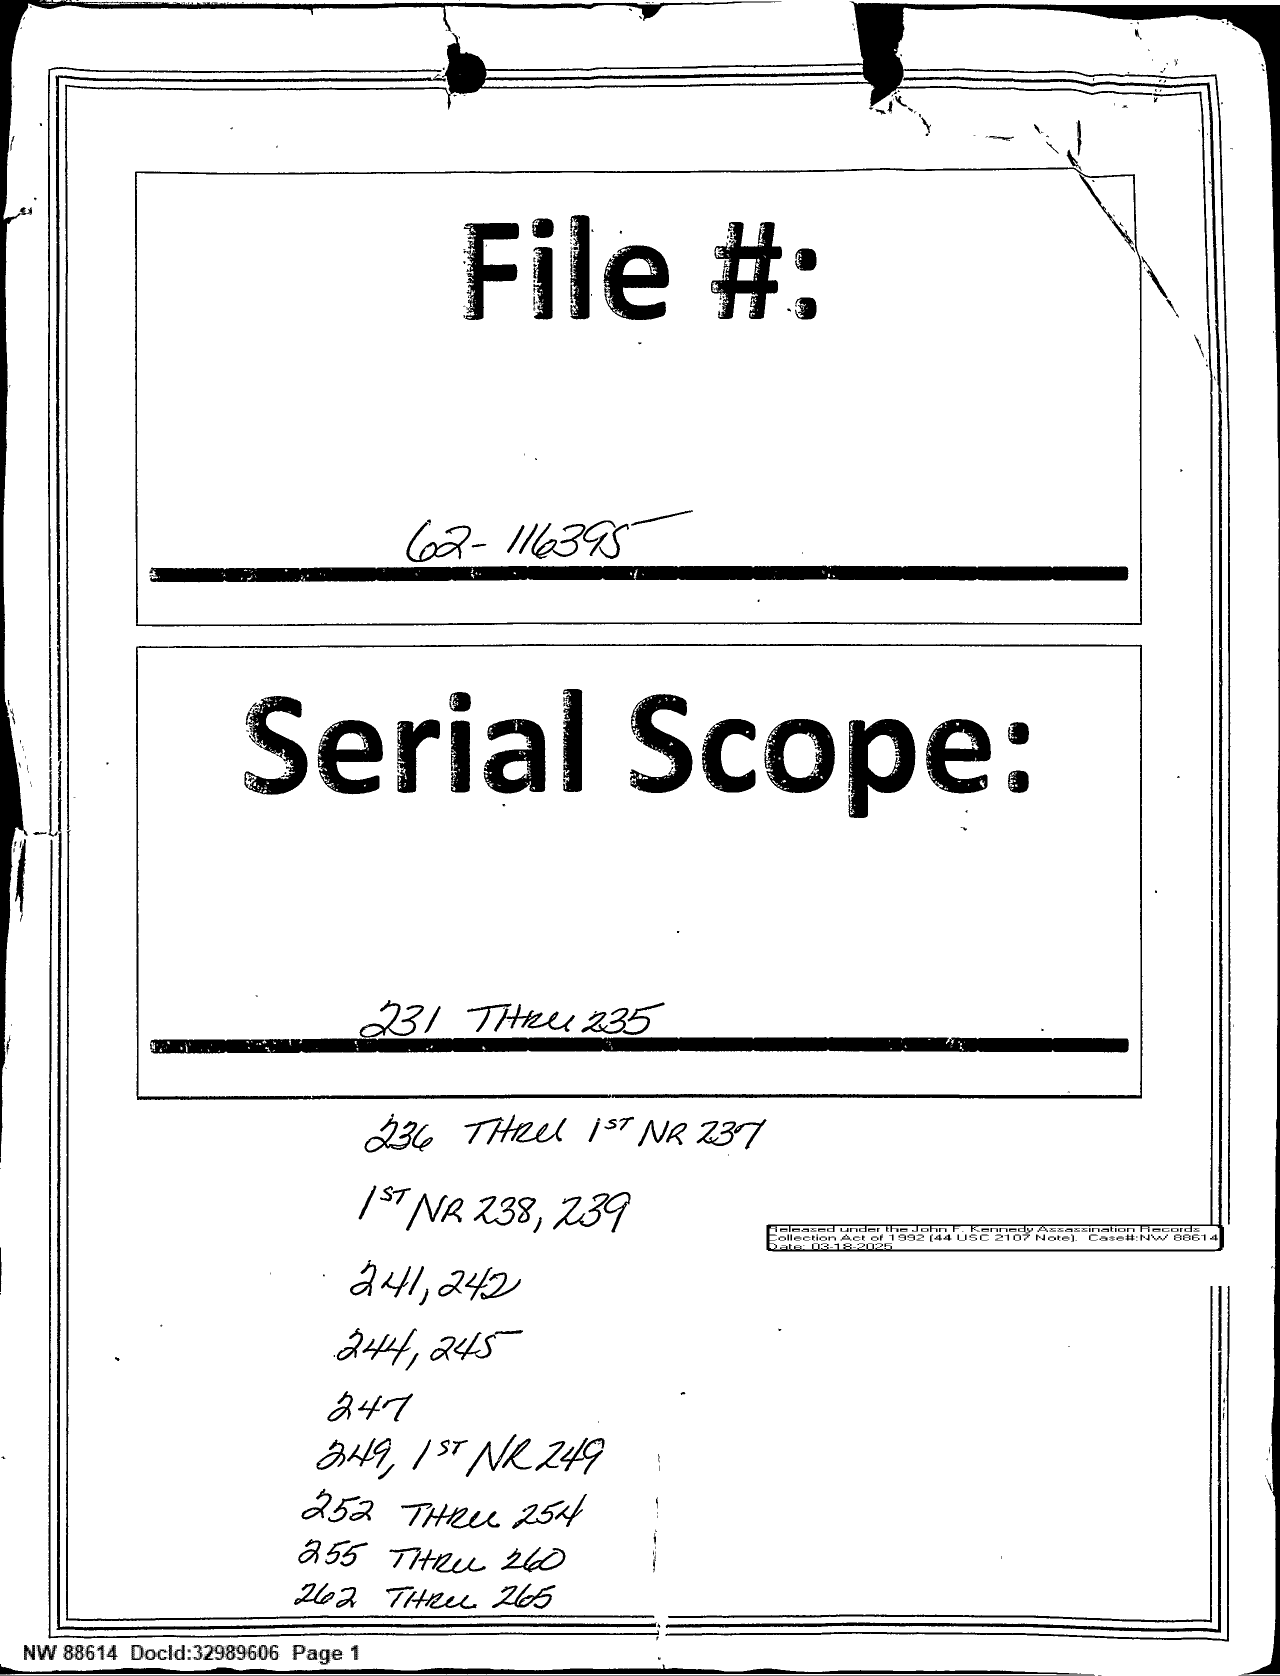 File #:
62-116395
Serial Scope:
231 THRU 235
236 THRU 1ST NR 237
1ST NR 238, 239
Released under the John F. Kennedy Assassination Records
Collection Act of 1992 (44 USC 2107 Note). Case#:NW 88614
Date: 03-18-2025
241, 242
244, 245
247
249, 1ST NR 249
252 THRU 254
255 THRU 260
262 THRU 265
NW 88614 DocId:32989606 Page 1